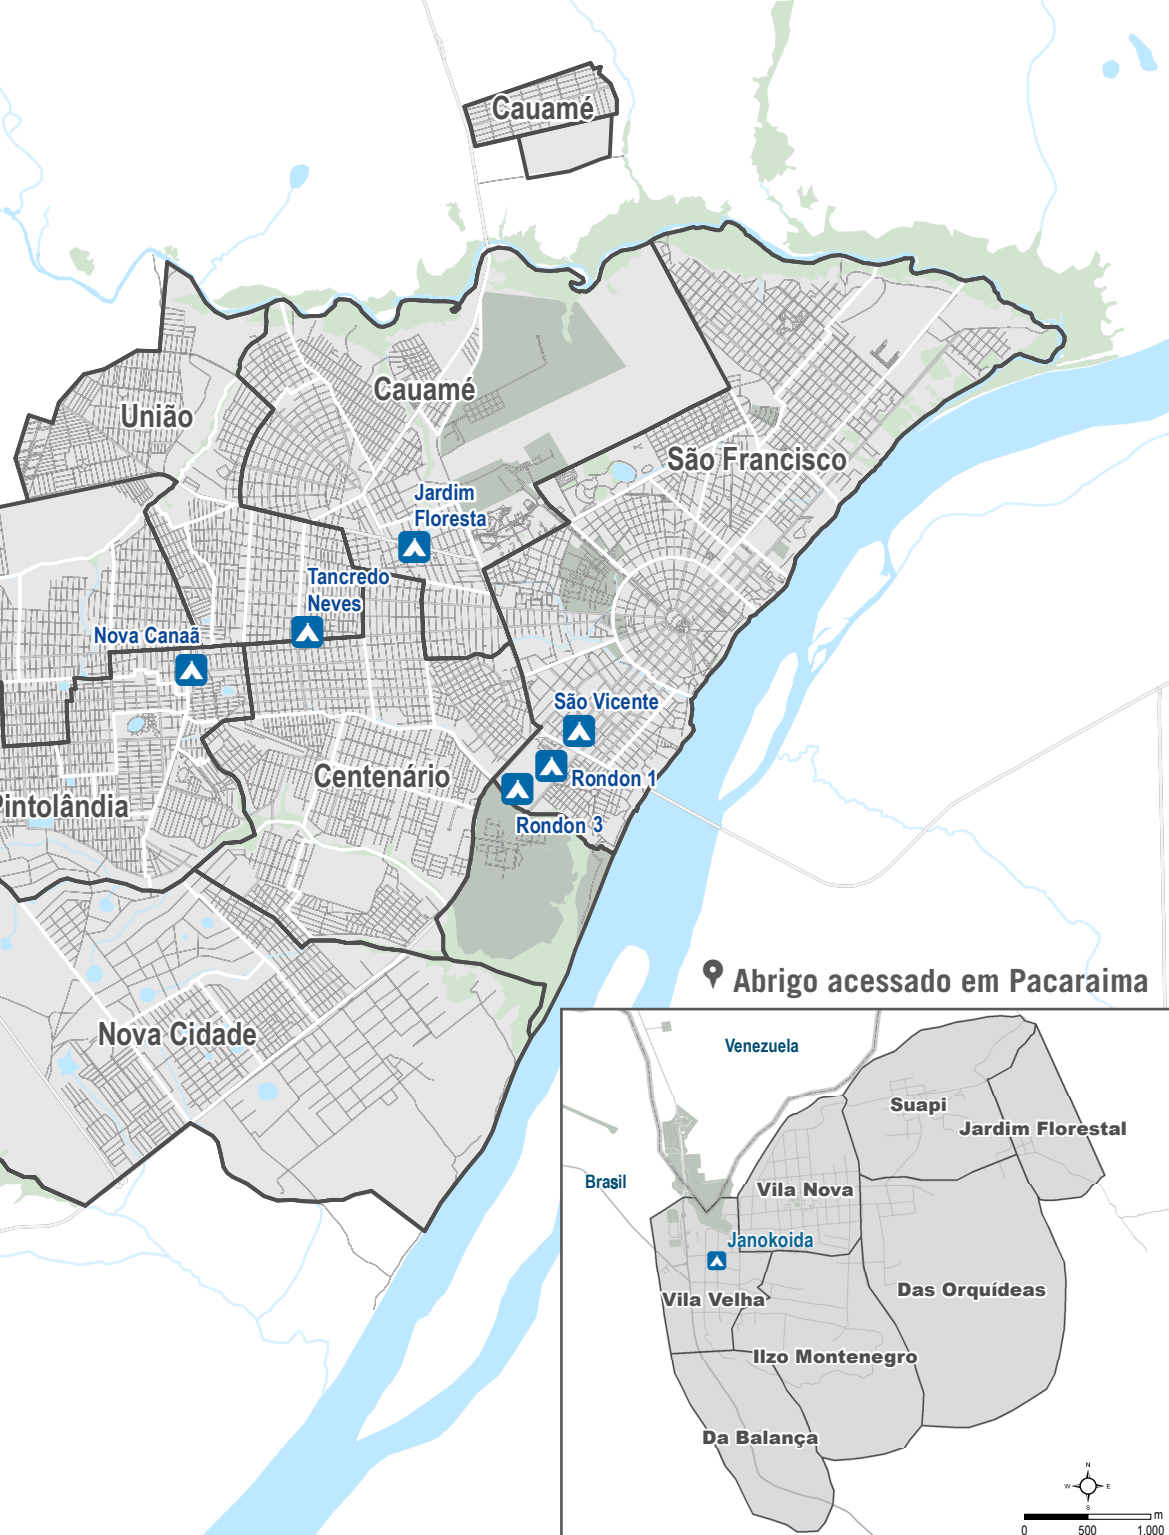 Cauamé
Cauamé
União
São Francisco
Jardim
Floresta
Tancredo
Neves
Nova Canaã
São Vicente
Rondon 1
Centenário
Pintolândia
Rondon 3
Abrigo acessado em Pacaraima
Nova Cidade
Venezuela
Suapi
Jardim Florestal
Brasil
Vila Nova
Janokoida
Das Orquídeas
Vila Velha
Ilzo Montenegro
Da Balança
N
W E
S
m
0 500 1.000